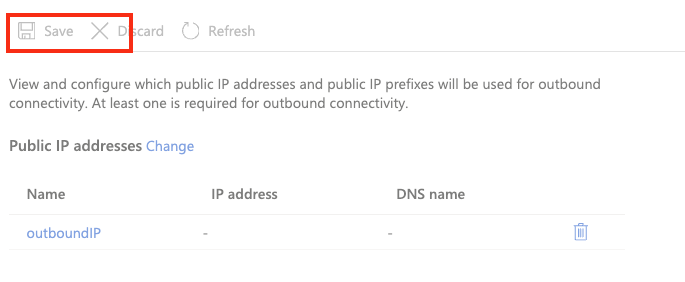 Save Discard Refresh
View and configure which public IP addresses and public IP prefixes will be used for outbound
connectivity. At least one is required for outbound connectivity.
Public IP addresses Change
Name IP address DNS name
outboundIP - -